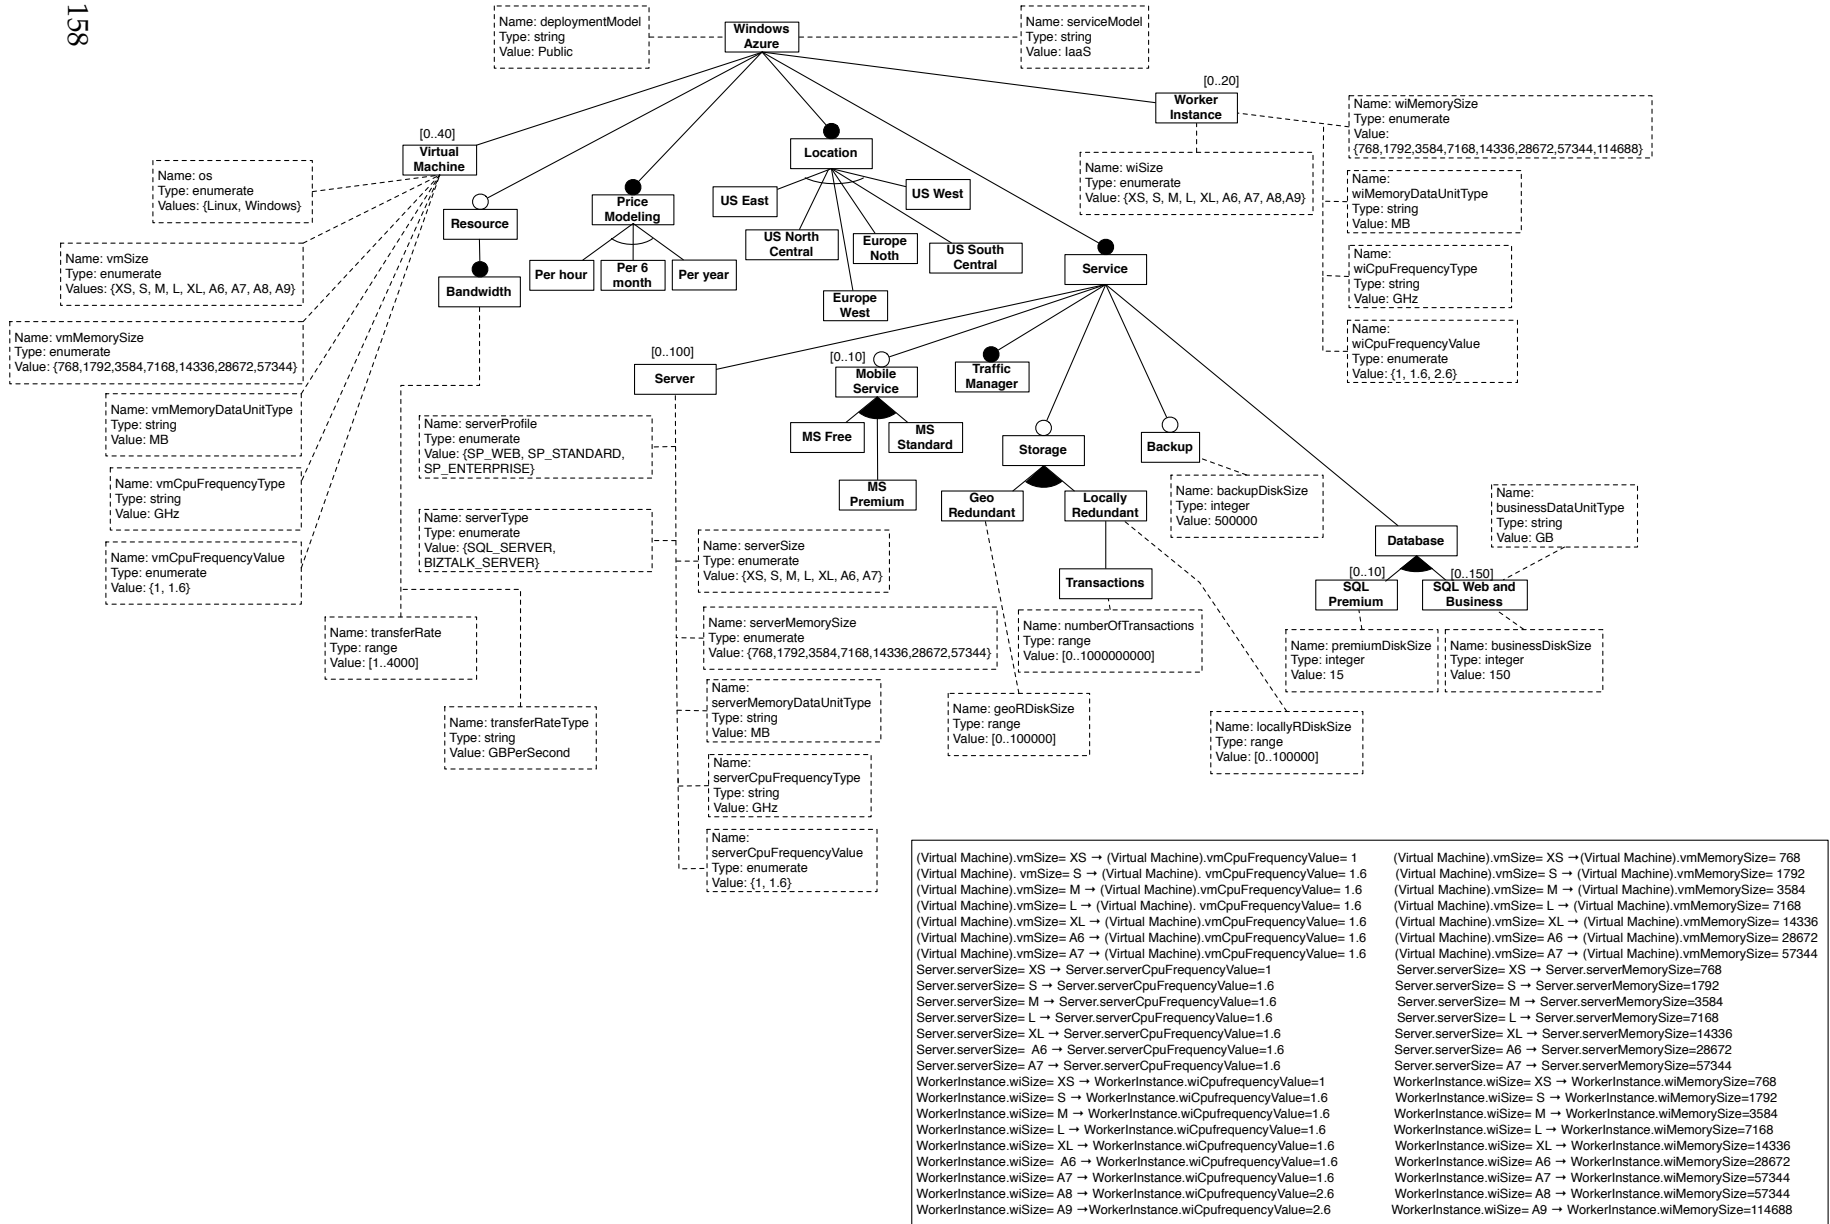 158
Name: deploymentModel
Type: string
Value: Public
Windows
Azure
Name: serviceModel
Type: string
Value: IaaS
[0..20]
Worker
Instance
Name: wiMemorySize
Type: enumerate
Value:
{768,1792,3584,7168,14336,28672,57344,114688}
Name: wiSize
Type: enumerate
Value: {XS, S, M, L, XL, A6, A7, A8,A9}
Name:
wiMemoryDataUnitType
Type: string
Value: MB
Name:
wiCpuFrequencyType
Type: string
Value: GHz
Name:
wiCpuFrequencyValue
Type: enumerate
Value: {1, 1.6, 2.6}
[0..40]
Virtual
Machine
Name: os
Type: enumerate
Values: {Linux, Windows}
Name: vmSize
Type: enumerate
Values: {XS, S, M, L, XL, A6, A7, A8, A9}
Name: vmMemorySize
Type: enumerate
Value: {768,1792,3584,7168,14336,28672,57344}
Name: vmMemoryDataUnitType
Type: string
Value: MB
Name: vmCpuFrequencyType
Type: string
Value: GHz
Name: vmCpuFrequencyValue
Type: enumerate
Value: {1, 1.6}
Resource
Bandwidth
Name: transferRate
Type: range
Value: [1..4000]
Name: transferRateType
Type: string
Value: GBPerSecond
Price
Modeling
Per hour
Per 6
month
Per year
Location
US East
US North
Central
Europe
West
Europe
Noth
US South
Central
US West
Service
[0..100]
Server
Name: serverProfile
Type: enumerate
Value: {SP_WEB, SP_STANDARD,
SP_ENTERPRISE}
Name: serverType
Type: enumerate
Value: {SQL_SERVER,
BIZTALK_SERVER}
Name: serverSize
Type: enumerate
Value: {XS, S, M, L, XL, A6, A7}
Name: serverMemorySize
Type: enumerate
Value: {768,1792,3584,7168,14336,28672,57344}
Name:
serverMemoryDataUnitType
Type: string
Value: MB
Name:
serverCpuFrequencyType
Type: string
Value: GHz
Name:
serverCpuFrequencyValue
Type: enumerate
Value: {1, 1.6}
[0..10]
Mobile
Service
MS Free
MS
Premium
MS
Standard
Traffic
Manager
Storage
Geo
Redundant
Locally
Redundant
Transactions
Name: numberOfTransactions
Type: range
Value: [0..1000000000]
Name: geoRDiskSize
Type: range
Value: [0..100000]
Name: locallyRDiskSize
Type: range
Value: [0..100000]
Backup
Name: backupDiskSize
Type: integer
Value: 500000
Database
Name:
businessDataUnitType
Type: string
Value: GB
[0..10]
SQL
Premium
[0..150]
SQL Web and
Business
Name: premiumDiskSize
Type: integer
Value: 15
Name: businessDiskSize
Type: integer
Value: 150
(Virtual Machine).vmSize= XS → (Virtual Machine).vmCpuFrequencyValue= 1
(Virtual Machine). vmSize= S → (Virtual Machine). vmCpuFrequencyValue= 1.6
(Virtual Machine).vmSize= M → (Virtual Machine).vmCpuFrequencyValue= 1.6
(Virtual Machine).vmSize= L → (Virtual Machine). vmCpuFrequencyValue= 1.6
(Virtual Machine).vmSize= XL → (Virtual Machine).vmCpuFrequencyValue= 1.6
(Virtual Machine).vmSize= A6 → (Virtual Machine).vmCpuFrequencyValue= 1.6
(Virtual Machine).vmSize= A7 → (Virtual Machine).vmCpuFrequencyValue= 1.6
Server.serverSize= XS → Server.serverCpuFrequencyValue=1
Server.serverSize= S → Server.serverCpuFrequencyValue=1.6
Server.serverSize= M → Server.serverCpuFrequencyValue=1.6
Server.serverSize= L → Server.serverCpuFrequencyValue=1.6
Server.serverSize= XL → Server.serverCpuFrequencyValue=1.6
Server.serverSize= A6 → Server.serverCpuFrequencyValue=1.6
Server.serverSize= A7 → Server.serverCpuFrequencyValue=1.6
WorkerInstance.wiSize= XS → WorkerInstance.wiCpufrequencyValue=1
WorkerInstance.wiSize= S → WorkerInstance.wiCpufrequencyValue=1.6
WorkerInstance.wiSize= M → WorkerInstance.wiCpufrequencyValue=1.6
WorkerInstance.wiSize= L → WorkerInstance.wiCpufrequencyValue=1.6
WorkerInstance.wiSize= XL → WorkerInstance.wiCpufrequencyValue=1.6
WorkerInstance.wiSize= A6 → WorkerInstance.wiCpufrequencyValue=1.6
WorkerInstance.wiSize= A7 → WorkerInstance.wiCpufrequencyValue=1.6
WorkerInstance.wiSize= A8 → WorkerInstance.wiCpufrequencyValue=2.6
WorkerInstance.wiSize= A9 →WorkerInstance.wiCpufrequencyValue=2.6
(Virtual Machine).vmSize= XS →(Virtual Machine).vmMemorySize= 768
(Virtual Machine).vmSize= S → (Virtual Machine).vmMemorySize= 1792
(Virtual Machine).vmSize= M → (Virtual Machine).vmMemorySize= 3584
(Virtual Machine).vmSize= L → (Virtual Machine).vmMemorySize= 7168
(Virtual Machine).vmSize= XL → (Virtual Machine).vmMemorySize= 14336
(Virtual Machine).vmSize= A6 → (Virtual Machine).vmMemorySize= 28672
(Virtual Machine).vmSize= A7 → (Virtual Machine).vmMemorySize= 57344
Server.serverSize= XS → Server.serverMemorySize=768
Server.serverSize= S → Server.serverMemorySize=1792
Server.serverSize= M → Server.serverMemorySize=3584
Server.serverSize= L → Server.serverMemorySize=7168
Server.serverSize= XL → Server.serverMemorySize=14336
Server.serverSize= A6 → Server.serverMemorySize=28672
Server.serverSize= A7 → Server.serverMemorySize=57344
WorkerInstance.wiSize= XS → WorkerInstance.wiMemorySize=768
WorkerInstance.wiSize= S → WorkerInstance.wiMemorySize=1792
WorkerInstance.wiSize= M → WorkerInstance.wiMemorySize=3584
WorkerInstance.wiSize= L → WorkerInstance.wiMemorySize=7168
WorkerInstance.wiSize= XL → WorkerInstance.wiMemorySize=14336
WorkerInstance.wiSize= A6 → WorkerInstance.wiMemorySize=28672
WorkerInstance.wiSize= A7 → WorkerInstance.wiMemorySize=57344
WorkerInstance.wiSize= A8 → WorkerInstance.wiMemorySize=57344
WorkerInstance.wiSize= A9 → WorkerInstance.wiMemorySize=114688